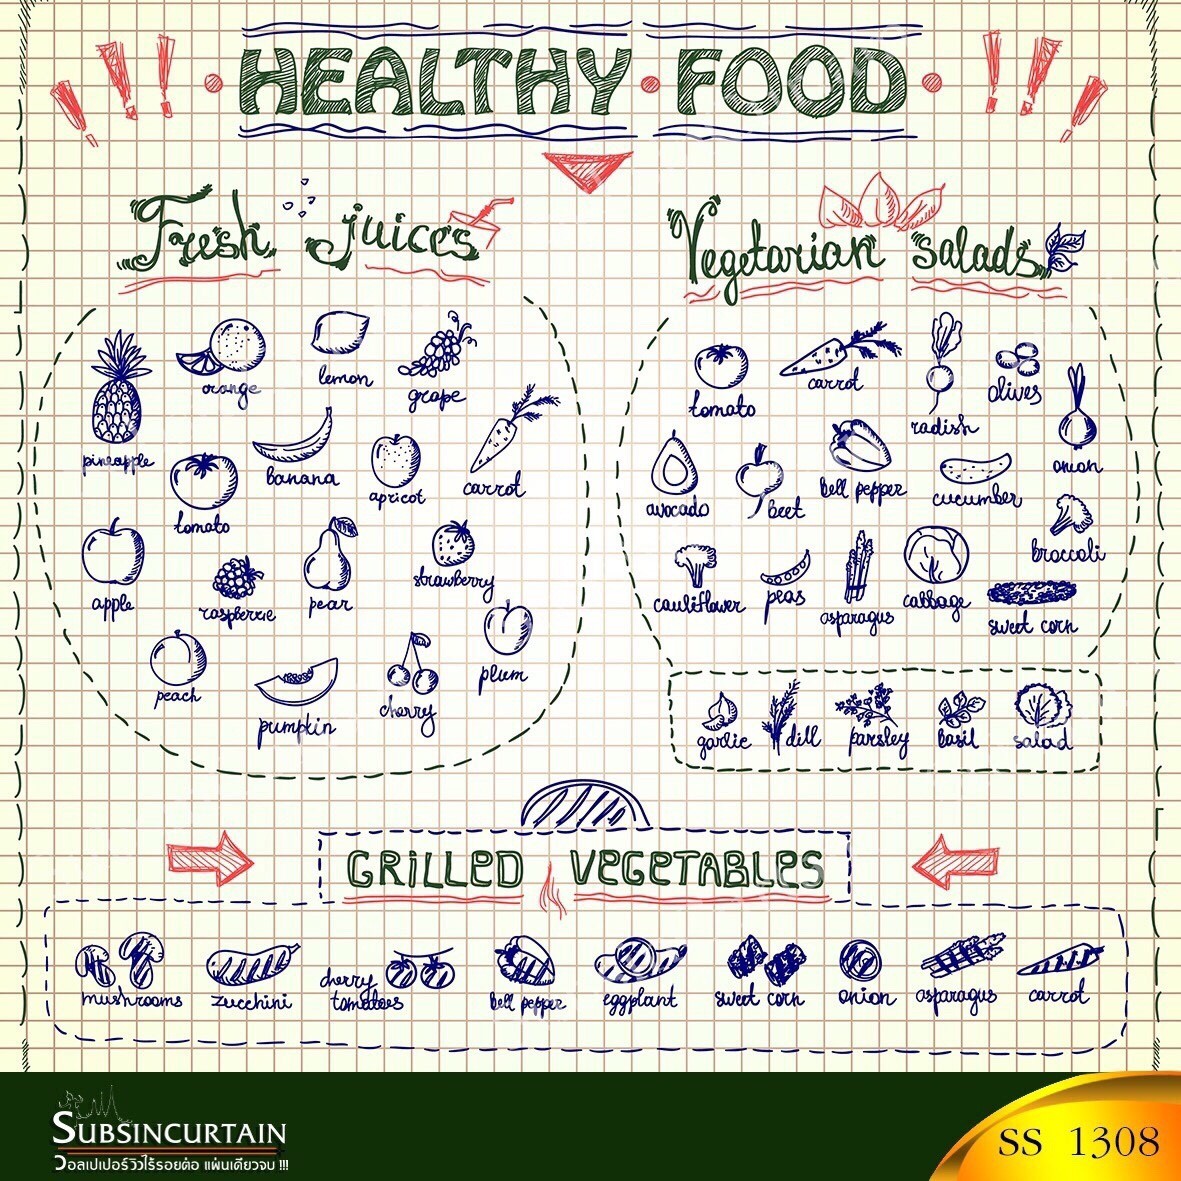 HEALTHY • FOOD
Fresh juices
Vegetarian salads
pineapple
orange
lemon
grape
tomato
banana
apricot
carrot
apple
raspberrie
pear
strawberry
peach
pumpkin
cherry
plum
tomato
carrot
radish
olives
onion
avocado
beet
bell pepper
cucumber
broccoli
cauliflower
peas
asparagus
cabbage
sweet corn
garlic
dill
parsley
basil
salad
GRILLED VEGETABLES
mushrooms
zucchini
cherry
tomatoes
bell pepper
eggplant
sweet corn
onion
asparagus
carrot
SUBSINCURTAIN
วอลเปเปอร์วิวไร้รอยต่อ แผ่นเดียวจบ !!!
SS 1308